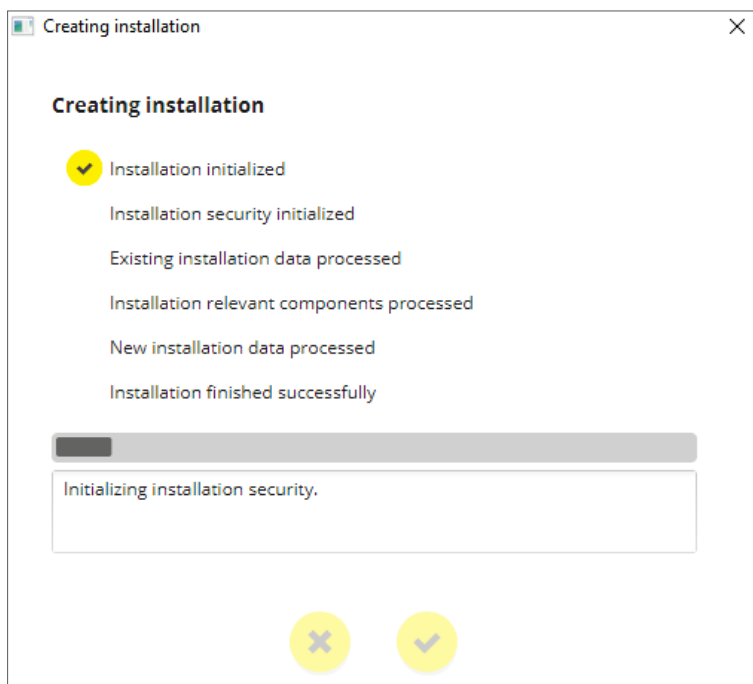 Creating installation
Creating installation
Installation initialized
Installation security initialized
Existing installation data processed
Installation relevant components processed
New installation data processed
Installation finished successfully
Initializing installation security.